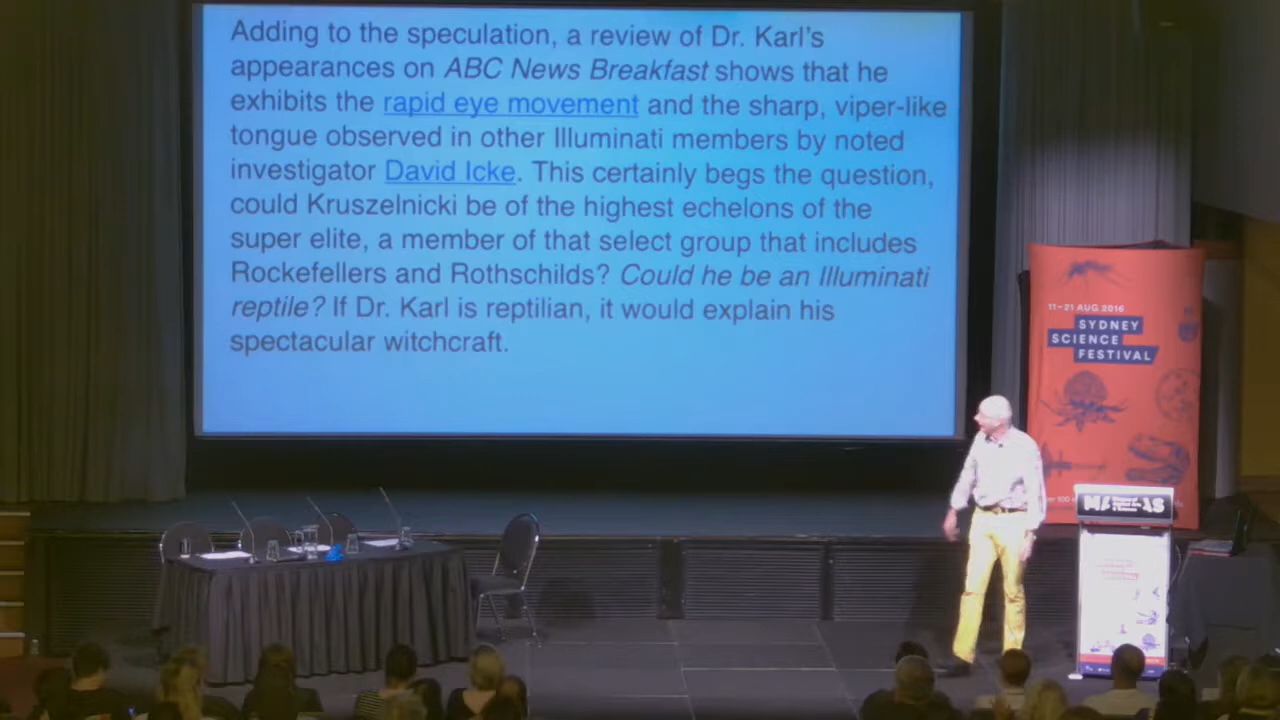 Adding to the speculation, a review of Dr. Karl's
appearances on ABC News Breakfast shows that he
exhibits the rapid eye movement and the sharp, viper-like
tongue observed in other Illuminati members by noted
investigator David Icke. This certainly begs the question,
could Kruszelnicki be of the highest echelons of the
super elite, a member of that select group that includes
Rockefellers and Rothschilds? Could he be an Illuminati
reptile? If Dr. Karl is reptilian, it would explain his
spectacular witchcraft.
11–21 AUG 2016
SYDNEY
SCIENCE
FESTIVAL